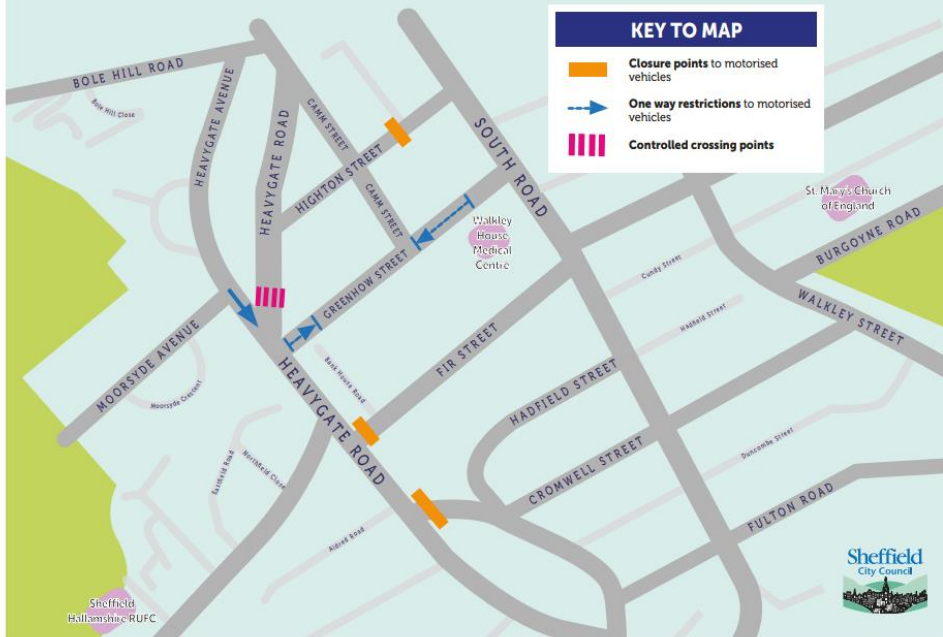 KEY TO MAP
Closure points to motorised
vehicles
One way restrictions to motorised
vehicles
Controlled crossing points
BOLE HILL ROAD
Bole Hill Close
HEAVYGATE AVENUE
HEAVYGATE ROAD
CAMM STREET
HIGHTON STREET
CAMM STREET
SOUTH ROAD
Walkley
House
Medical
Centre
St. Mary's Church
of England
BURGOYNE ROAD
Cundy Street
WALKLEY STREET
GREENHOW STREET
MOORSYDE AVENUE
Moorsyde Crescent
Bank House Road
FIR STREET
Hadfield Street
HADFIELD STREET
HEAVYGATE ROAD
Eastfield Road
Northfield Close
CROMWELL STREET
Duncombe Street
FULTON ROAD
Aldred Road
Sheffield
Hallamshire RUFC
Sheffield
City Council